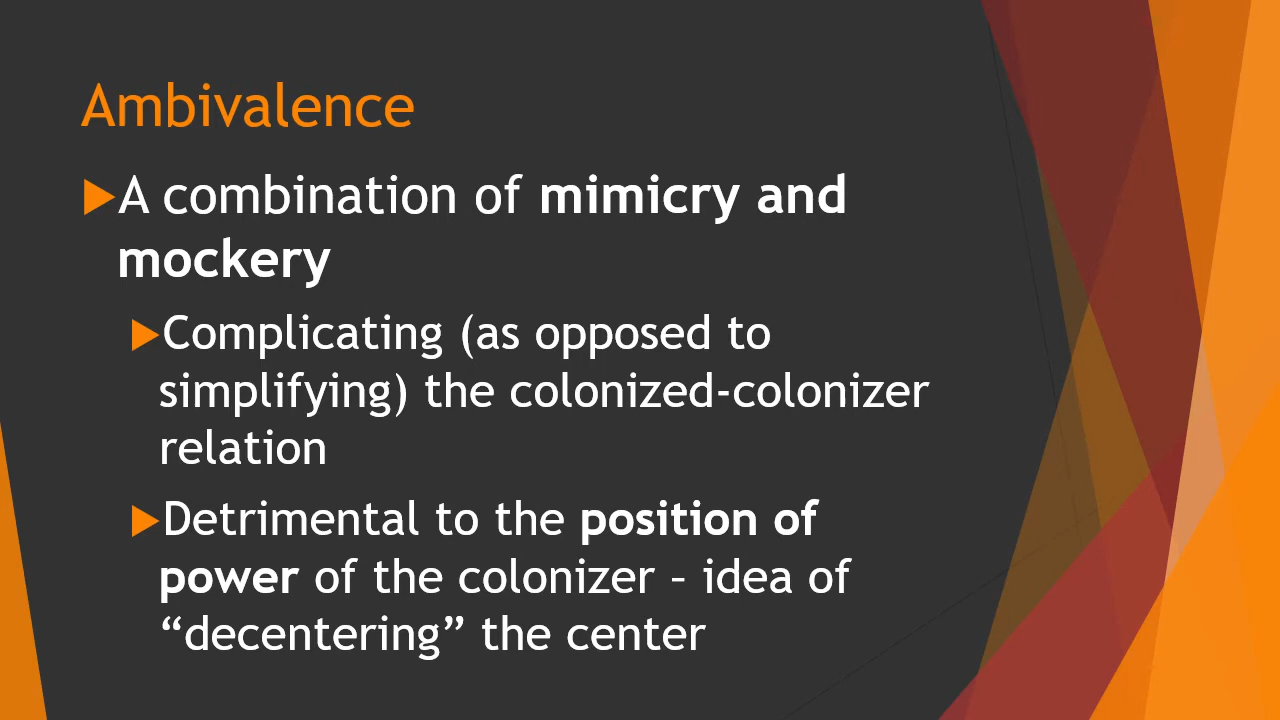 Ambivalence
A combination of mimicry and
mockery
Complicating (as opposed to
simplifying) the colonized-colonizer
relation
Detrimental to the position of
power of the colonizer – idea of
“decentering” the center